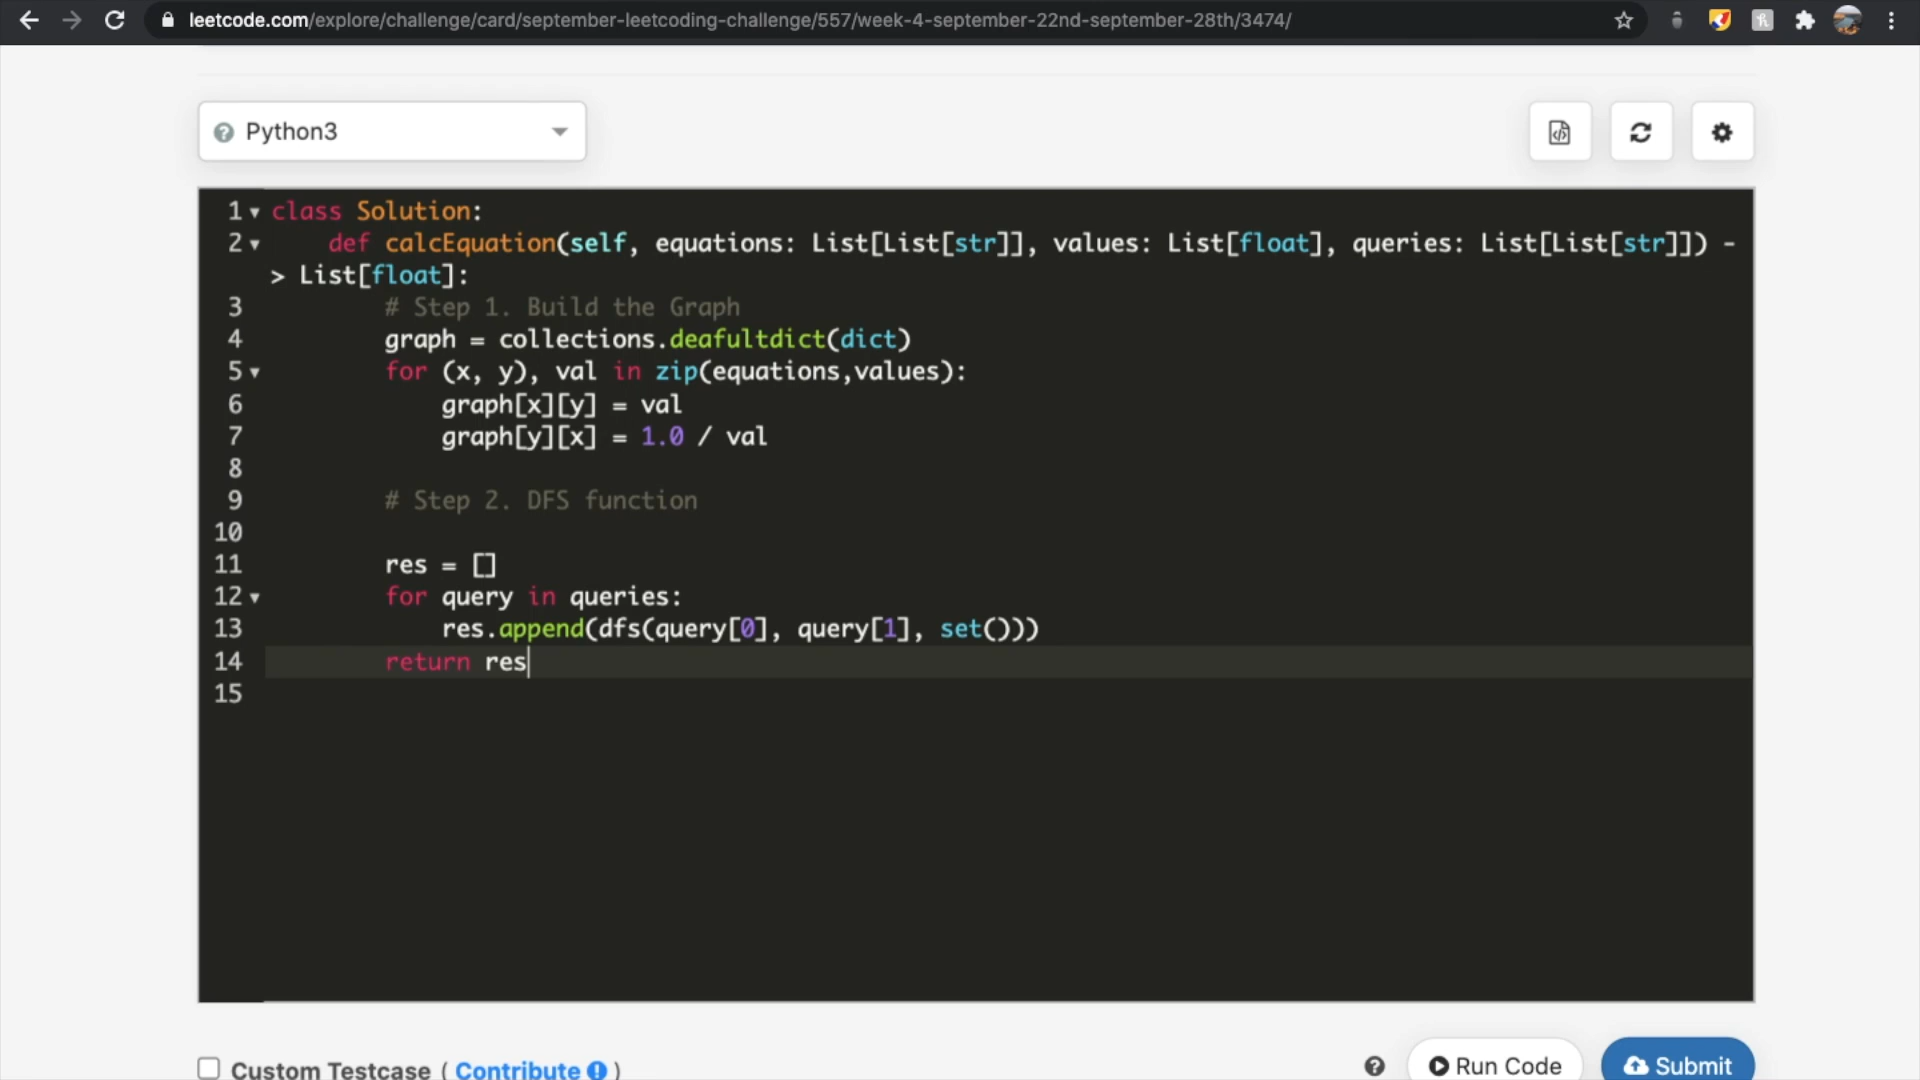 leetcode.com/explore/challenge/card/september-leetcoding-challenge/557/week-4-september-22nd-september-28th/3474/
Python3
1 class Solution:
2 def calcEquation(self, equations: List[List[str]], values: List[float], queries: List[List[str]]) -
> List[float]:
3 # Step 1. Build the Graph
4 graph = collections.deafultdict(dict)
5 for (x, y), val in zip(equations,values):
6 graph[x][y] = val
7 graph[y][x] = 1.0 / val
8
9 # Step 2. DFS function
10
11 res = []
12 for query in queries:
13 res.append(dfs(query[0], query[1], set()))
14 return res
15
Custom Testcase ( Contribute )
Run Code
Submit